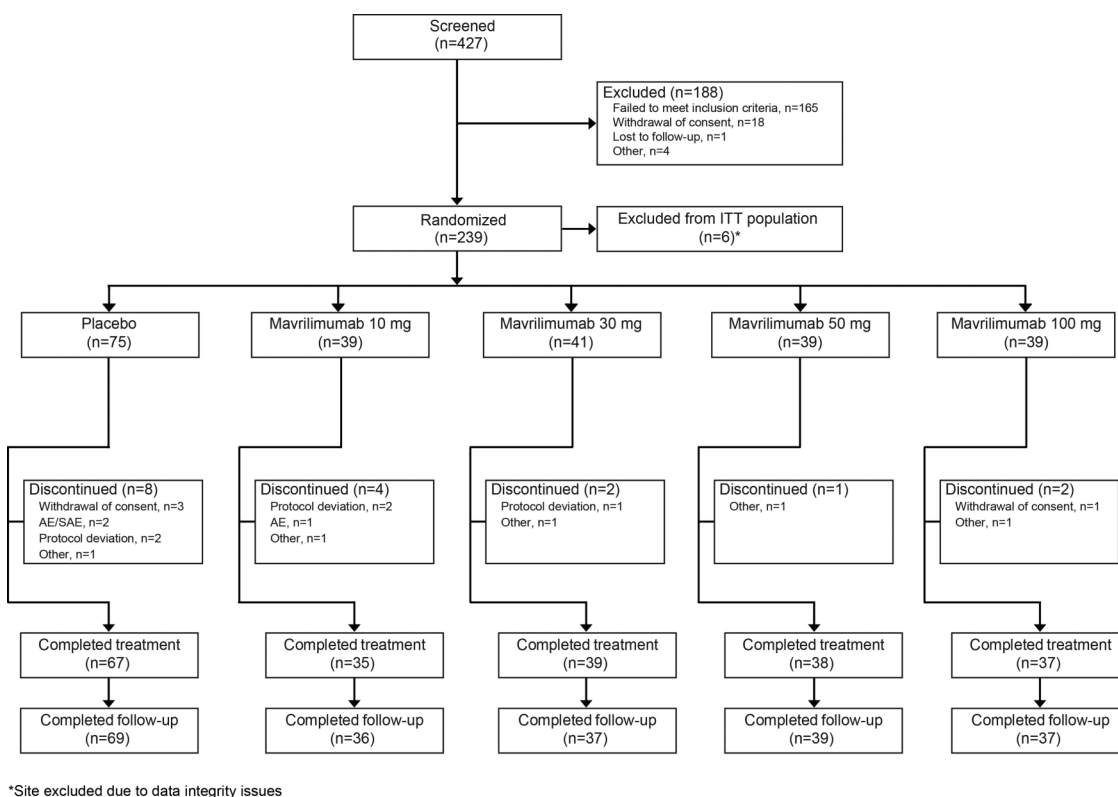 Screened
(n=427)
Excluded (n=188)
Failed to meet inclusion criteria, n=165
Withdrawal of consent, n=18
Lost to follow-up, n=1
Other, n=4
Randomized
(n=239)
Excluded from ITT population
(n=6)*
Placebo
(n=75)
Mavrilimumab 10 mg
(n=39)
Mavrilimumab 30 mg
(n=41)
Mavrilimumab 50 mg
(n=39)
Mavrilimumab 100 mg
(n=39)
Discontinued (n=8)
Withdrawal of consent, n=3
AE/SAE, n=2
Protocol deviation, n=2
Other, n=1
Discontinued (n=4)
Protocol deviation, n=2
AE, n=1
Other, n=1
Discontinued (n=2)
Protocol deviation, n=1
Other, n=1
Discontinued (n=1)
Other, n=1
Discontinued (n=2)
Withdrawal of consent, n=1
Other, n=1
Completed treatment
(n=67)
Completed treatment
(n=35)
Completed treatment
(n=39)
Completed treatment
(n=38)
Completed treatment
(n=37)
Completed follow-up
(n=69)
Completed follow-up
(n=36)
Completed follow-up
(n=37)
Completed follow-up
(n=39)
Completed follow-up
(n=37)
*Site excluded due to data integrity issues